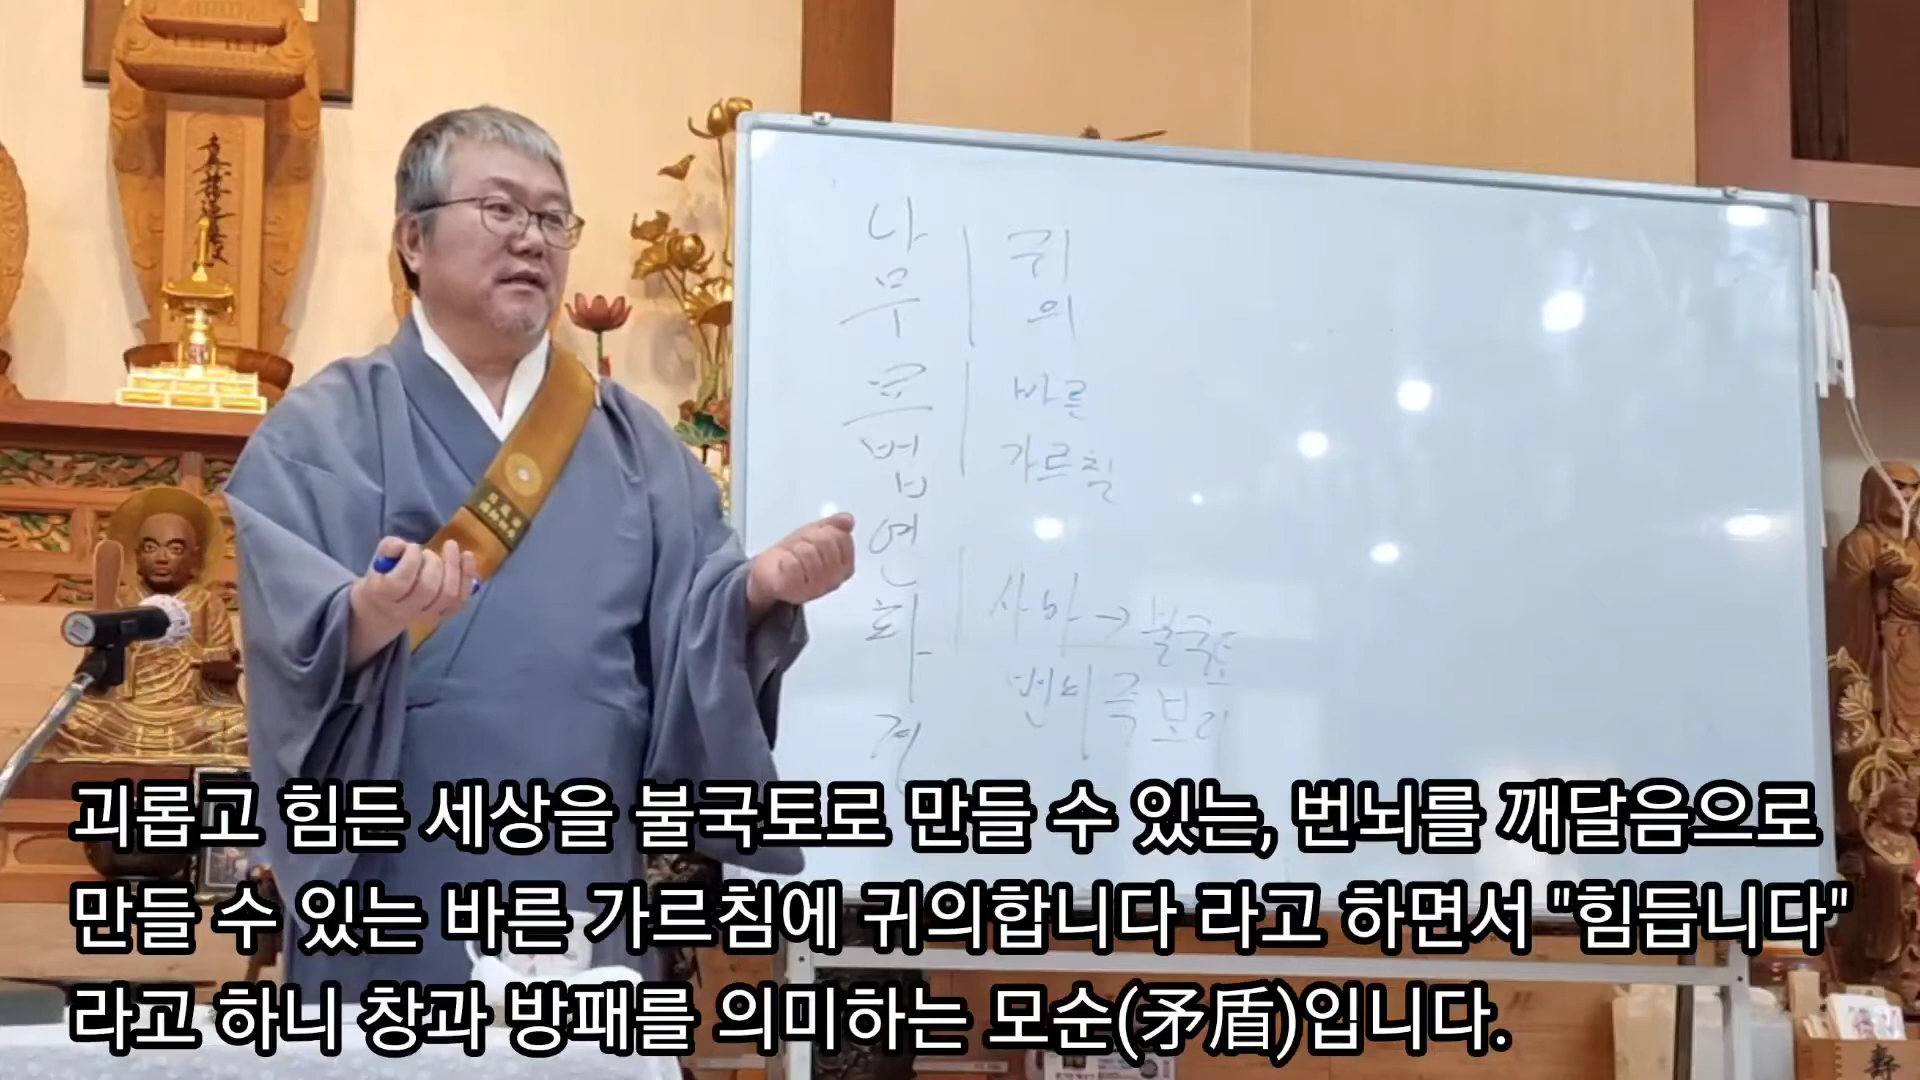 나무묘법연화경
귀의
바른
가르침
사바→불국토
번뇌 즉 보리
괴롭고 힘든 세상을 불국토로 만들 수 있는, 번뇌를 깨달음으로
만들 수 있는 바른 가르침에 귀의합니다 라고 하면서 "힘듭니다"
라고 하니 창과 방패를 의미하는 모순(矛盾)입니다.
壽